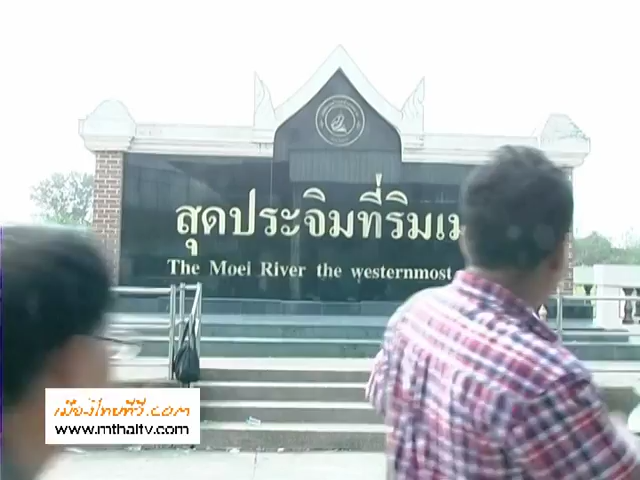 สุดประจิมที่ริมเม
The Moei River the westernmost
เมืองไทยทีวี.com
www.mthaitv.com